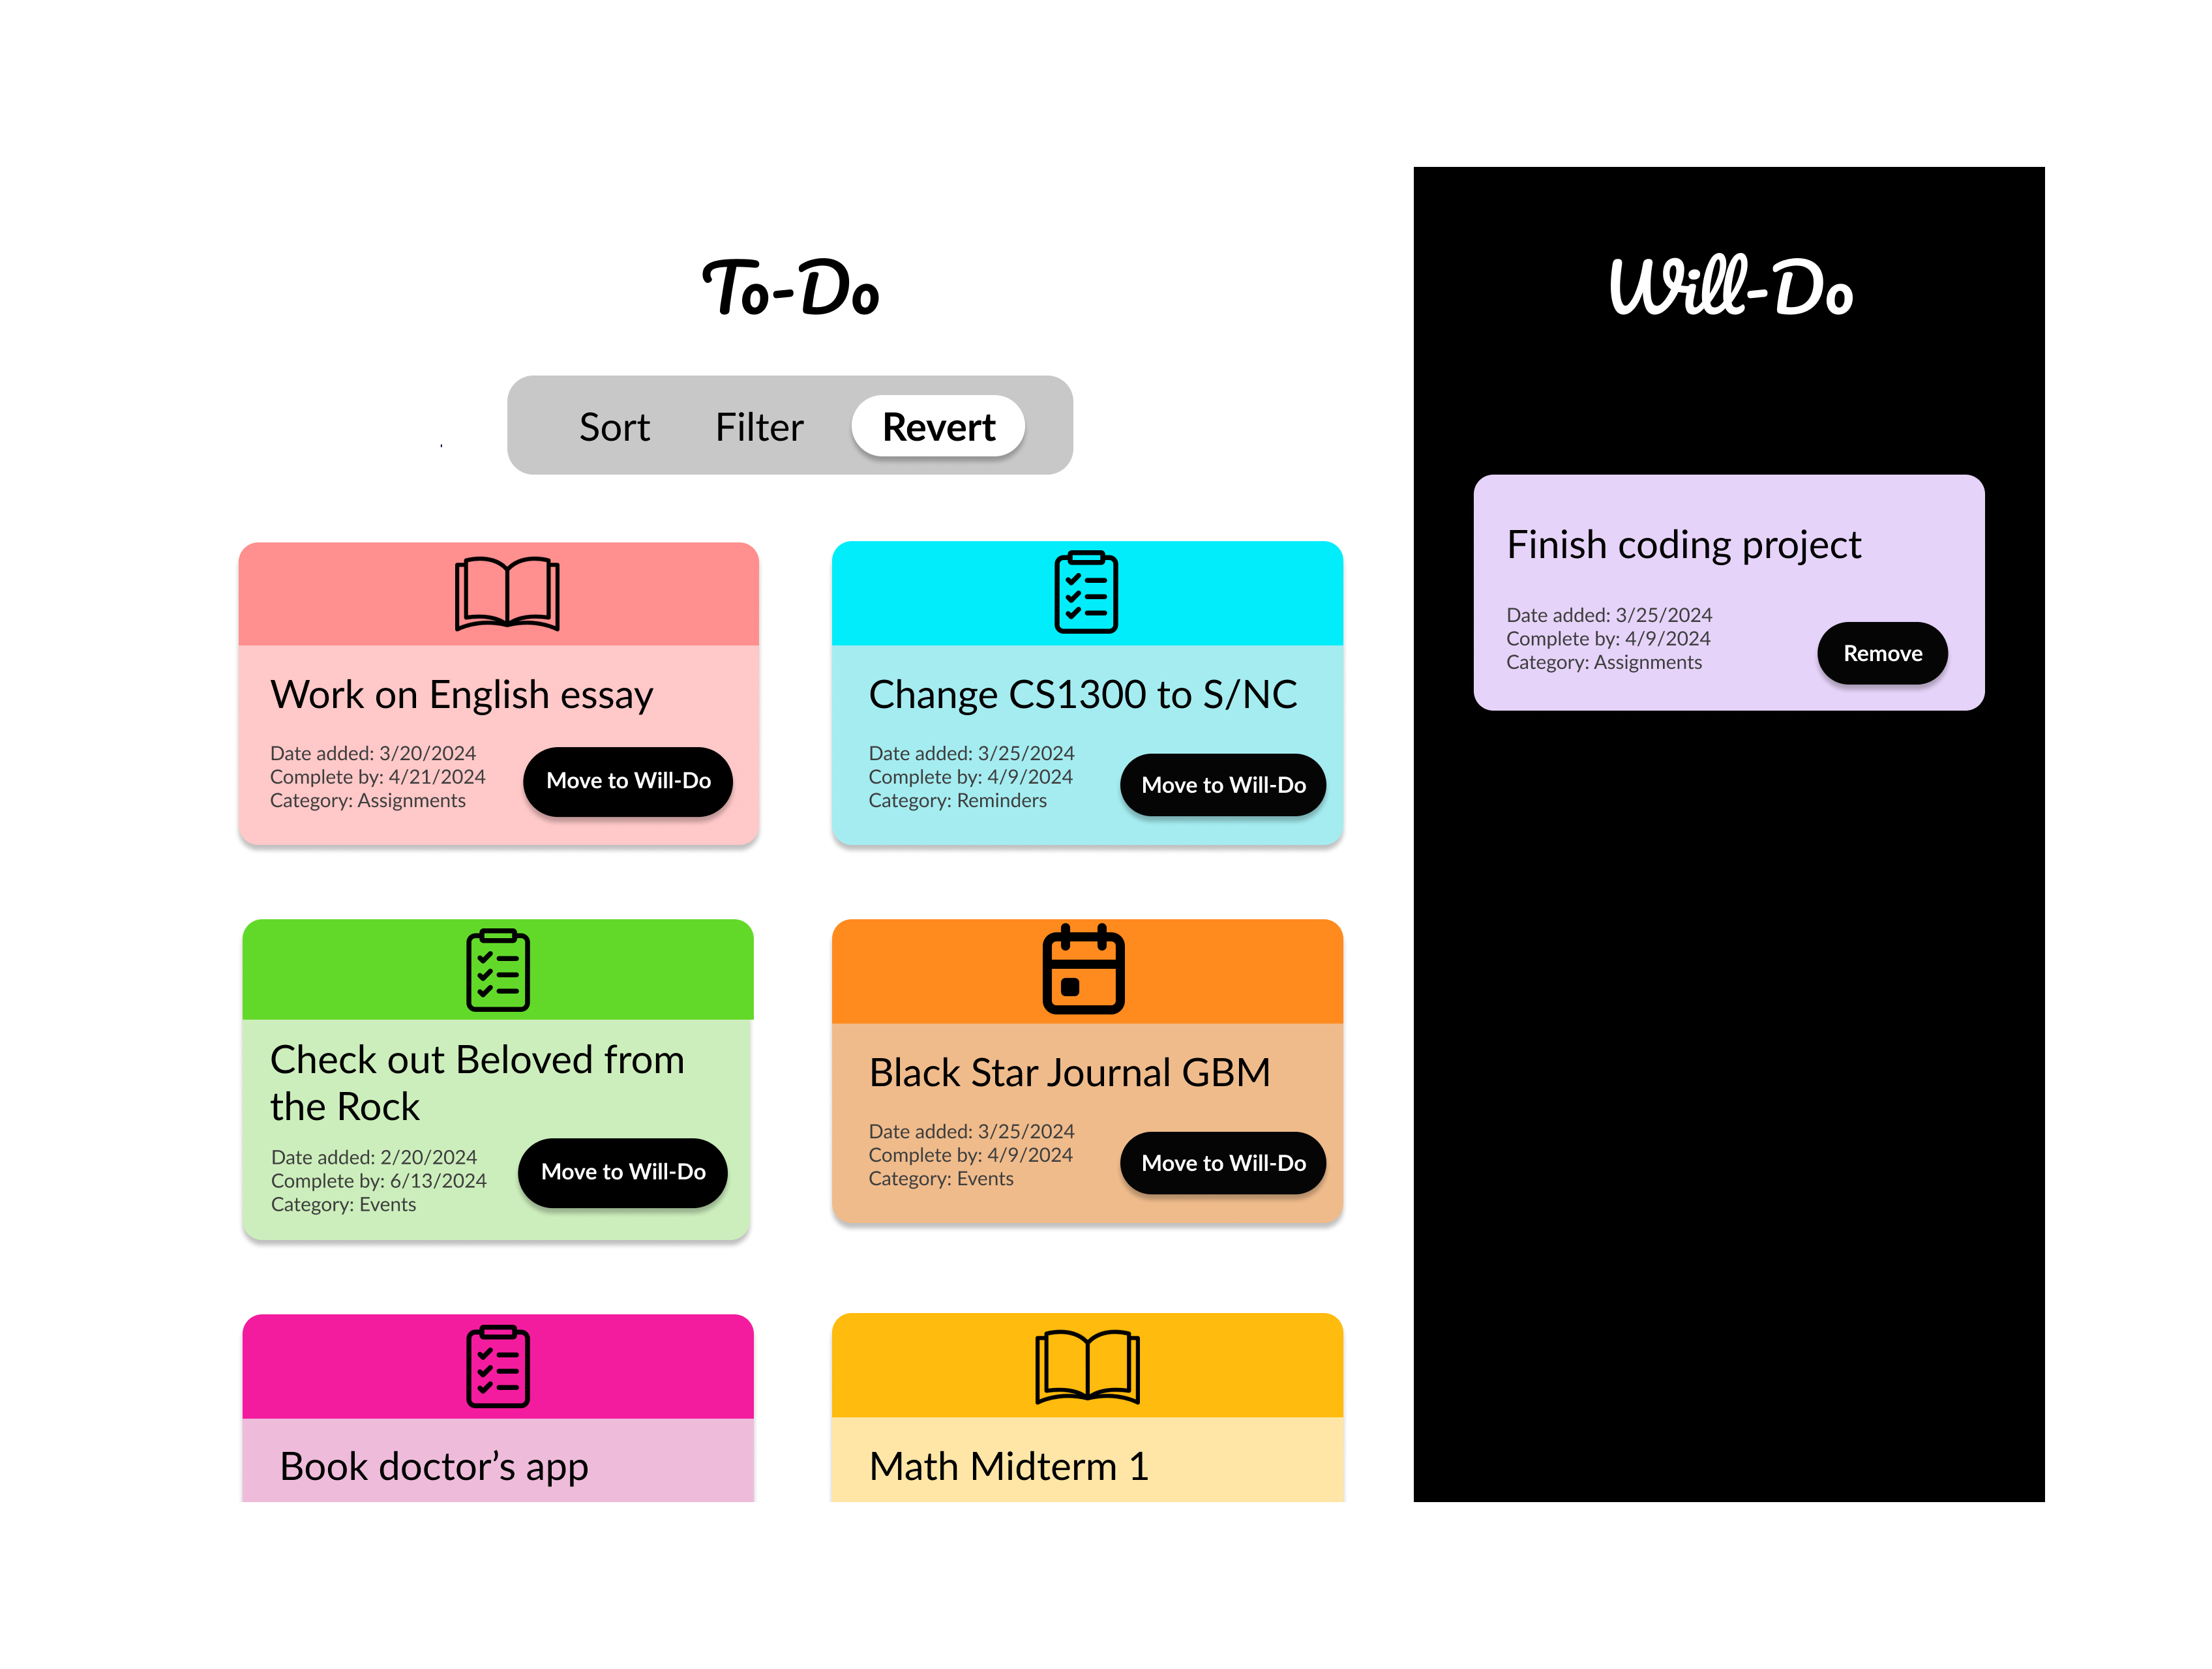 To-Do
Sort Filter Revert
Work on English essay
Date added: 3/20/2024
Complete by: 4/21/2024
Category: Assignments
Move to Will-Do
Change CS1300 to S/NC
Date added: 3/25/2024
Complete by: 4/9/2024
Category: Reminders
Move to Will-Do
Check out Beloved from
the Rock
Date added: 2/20/2024
Complete by: 6/13/2024
Category: Events
Move to Will-Do
Black Star Journal GBM
Date added: 3/25/2024
Complete by: 4/9/2024
Category: Events
Move to Will-Do
Book doctor’s app
Math Midterm 1
Will-Do
Finish coding project
Date added: 3/25/2024
Complete by: 4/9/2024
Category: Assignments
Remove